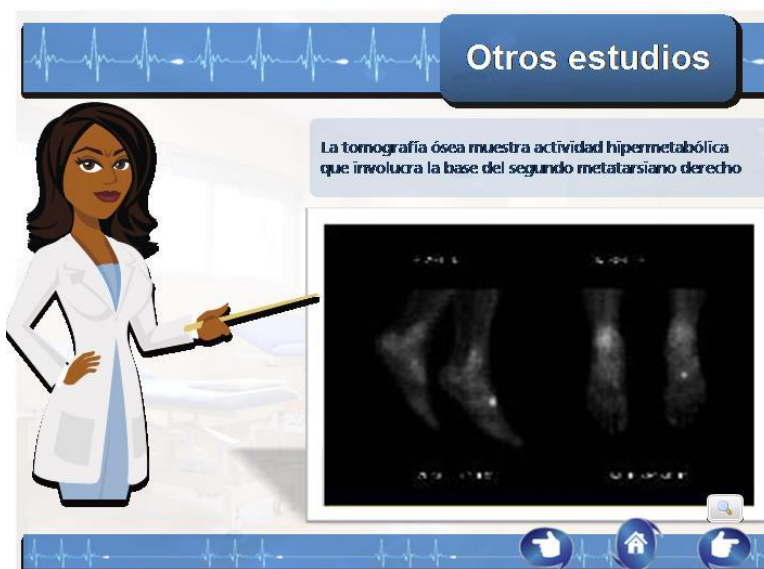 Otros estudios
La tomografía ósea muestra actividad hipermetabólica
que involucra la base del segundo metatarsiano derecho